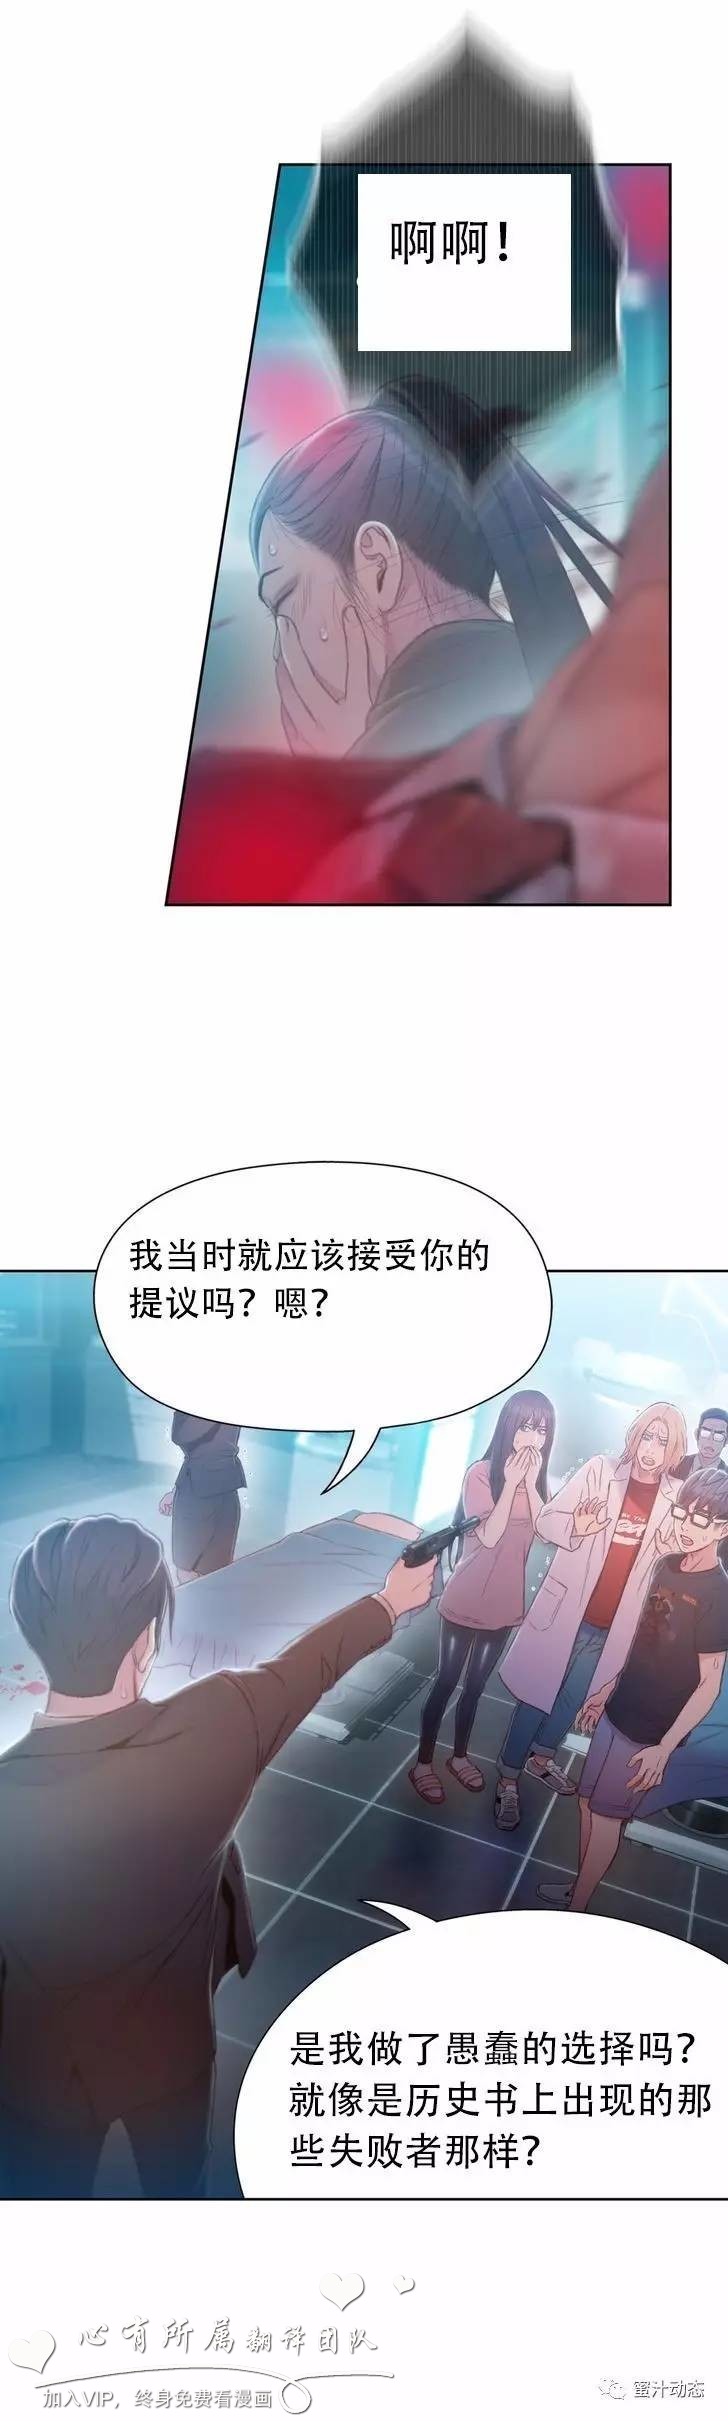 啊啊！
我当时就应该接受你的
提议吗？嗯？
是我做了愚蠢的选择吗？
就像是历史书上出现的那
些失败者那样？
心有所属翻译团队
加入VIP，终身免费看漫画
蜜汁动态